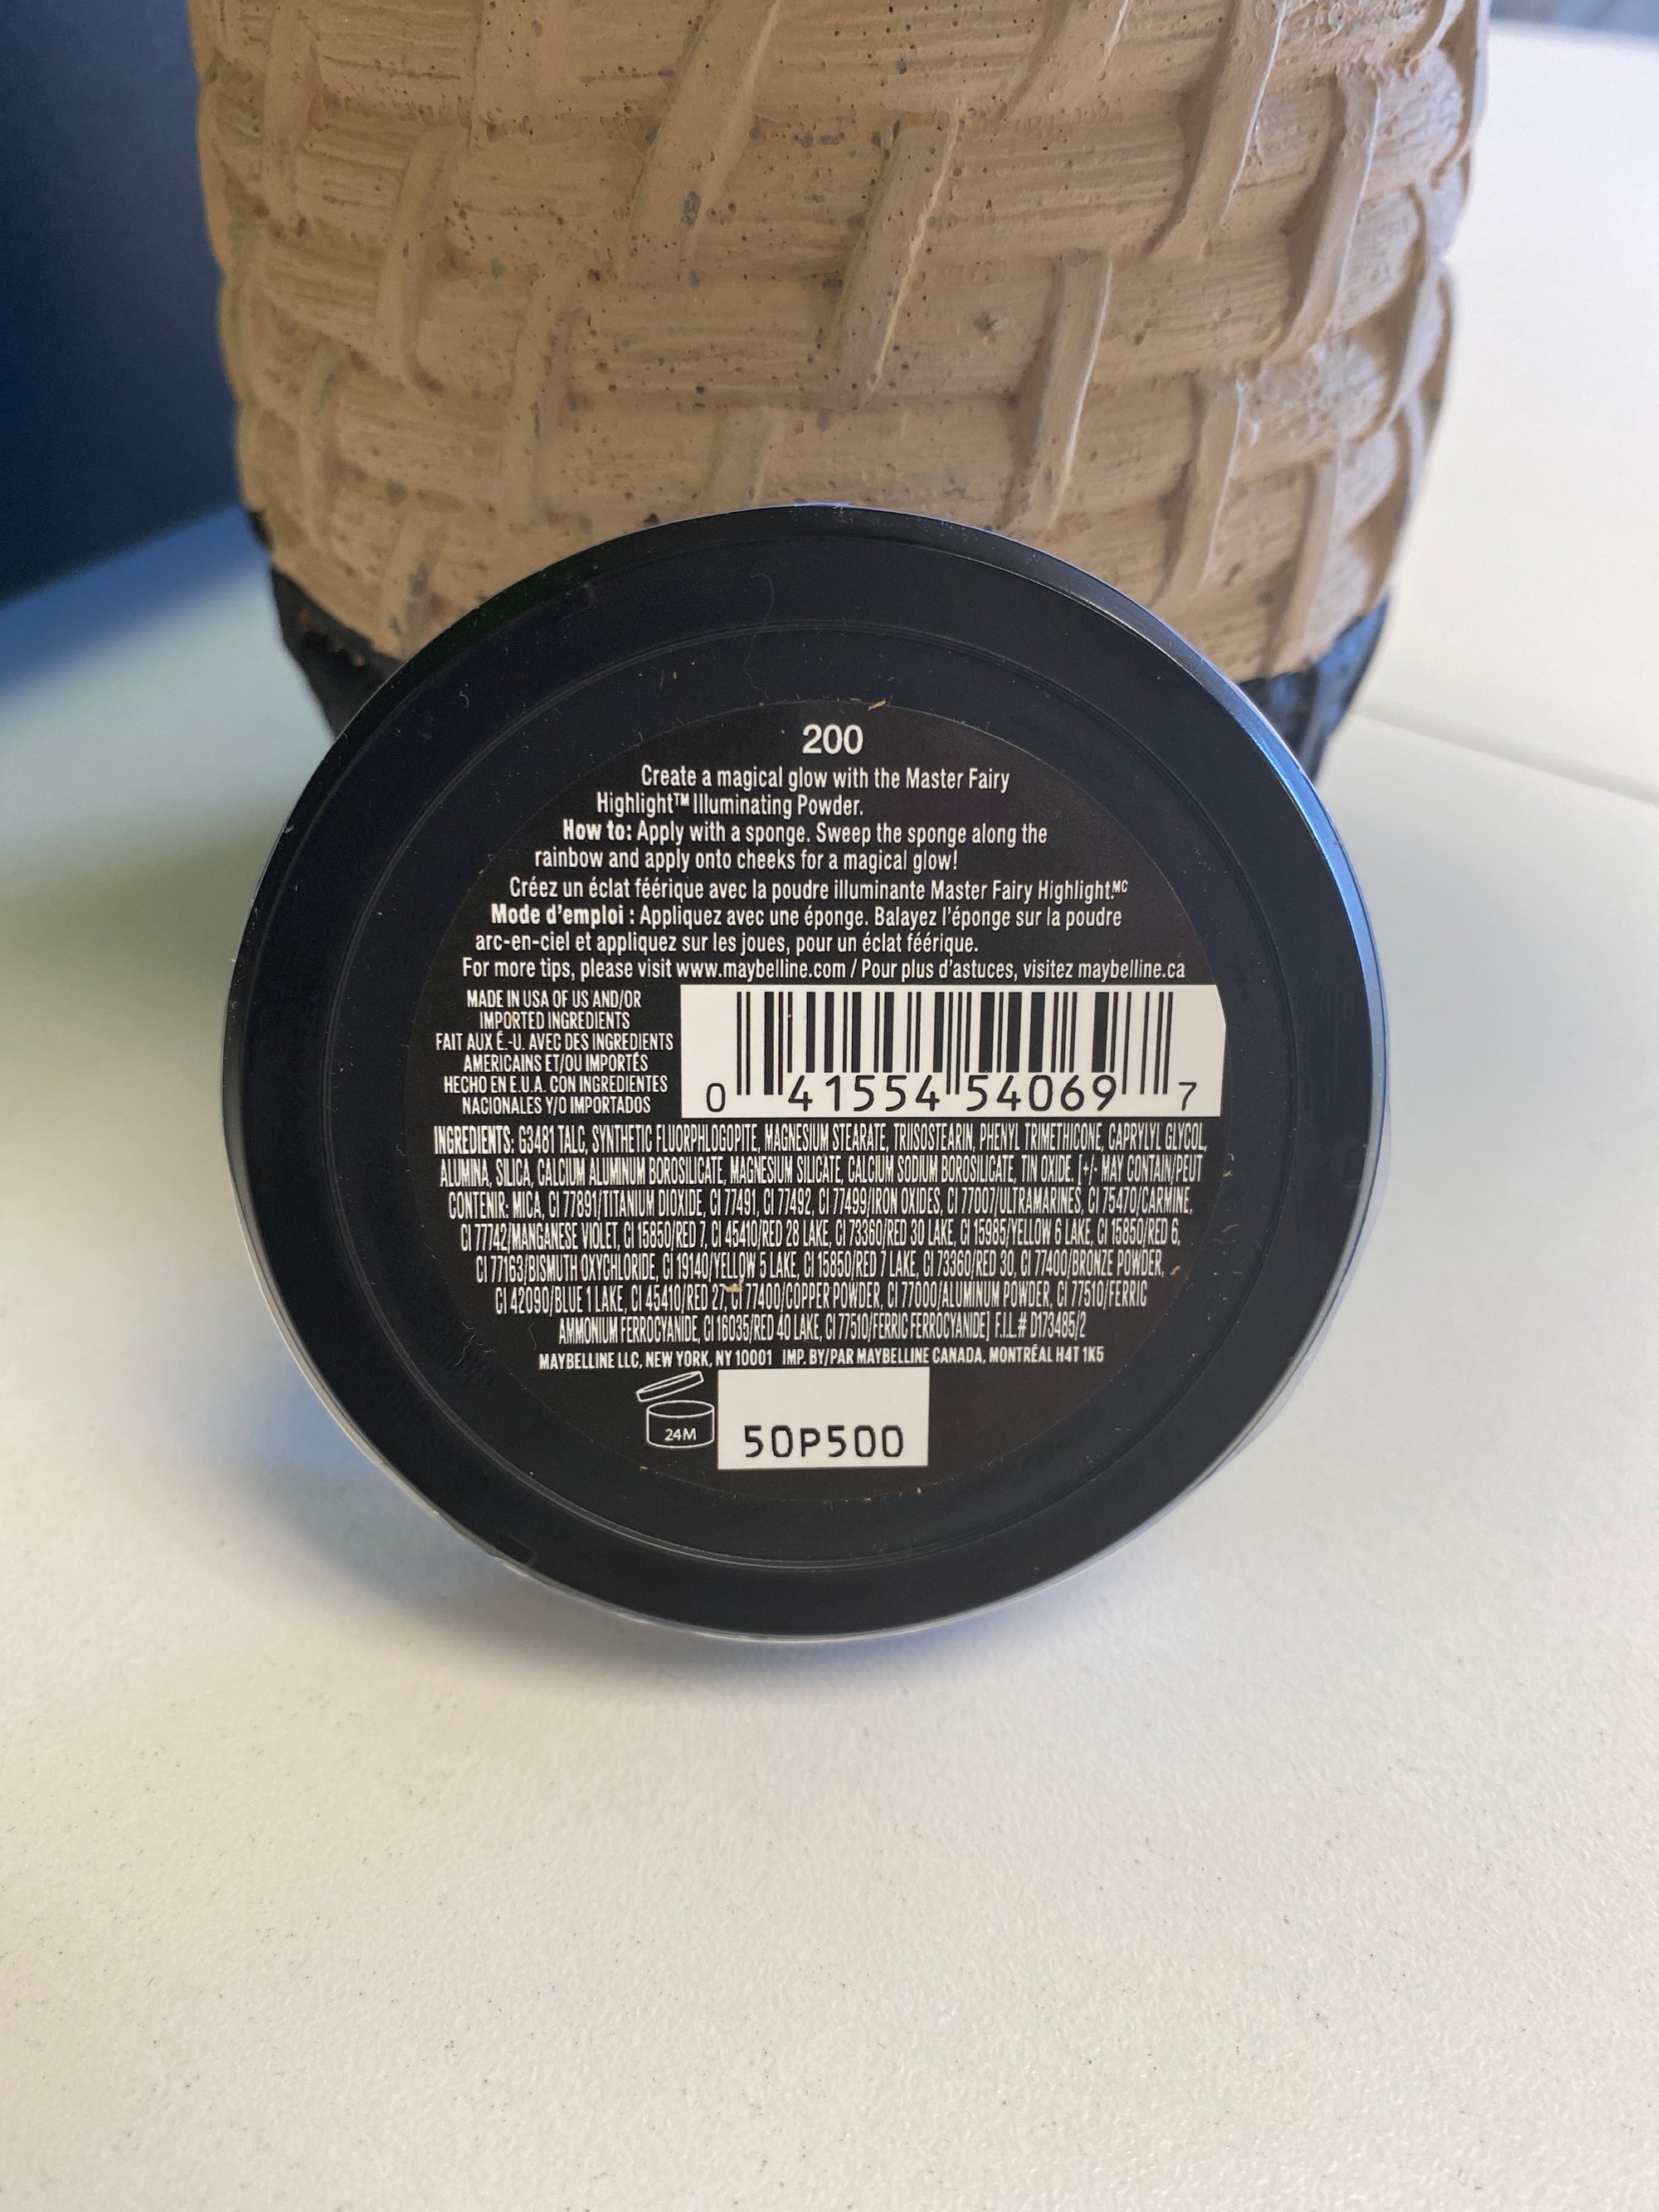 200
Create a magical glow with the Master Fairy
Highlight™ Illuminating Powder.
How to: Apply with a sponge. Sweep the sponge along the
rainbow and apply onto cheeks for a magical glow!
Créez un éclat féérique avec la poudre illuminante Master Fairy Highlight.MC
Mode d'emploi : Appliquez avec une éponge. Balayez l'éponge sur la poudre
arc-en-ciel et appliquez sur les joues, pour un éclat féérique.
For more tips, please visit www.maybelline.com / Pour plus d'astuces, visitez maybelline.ca
MADE IN USA OF US AND/OR
IMPORTED INGREDIENTS
FAIT AUX É.-U. AVEC DES INGREDIENTS
AMERICAINS ET/OU IMPORTÉS
HECHO EN E.U.A. CON INGREDIENTES
NACIONALES Y/O IMPORTADOS
0 41554 54069 7
INGREDIENTS: G3481 TALC, SYNTHETIC FLUORPHLOGOPITE, MAGNESIUM STEARATE, TRIISOSTEARIN, PHENYL TRIMETHICONE, CAPRYLYL GLYCOL,
ALUMINA, SILICA, CALCIUM ALUMINUM BOROSILICATE, MAGNESIUM SILICATE, CALCIUM SODIUM BOROSILICATE, TIN OXIDE. [+/- MAY CONTAIN/PEUT
CONTENIR: MICA, CI 77891/TITANIUM DIOXIDE, CI 77491, CI 77492, CI 77499/IRON OXIDES, CI 77007/ULTRAMARINES, CI 75470/CARMINE,
CI 77742/MANGANESE VIOLET, CI 15850/RED 7, CI 45410/RED 28 LAKE, CI 73360/RED 30 LAKE, CI 15985/YELLOW 6 LAKE, CI 15850/RED 6,
CI 77163/BISMUTH OXYCHLORIDE, CI 19140/YELLOW 5 LAKE, CI 15850/RED 7 LAKE, CI 73360/RED 30, CI 77400/BRONZE POWDER,
CI 42090/BLUE 1 LAKE, CI 45410/RED 27, CI 77400/COPPER POWDER, CI 77000/ALUMINUM POWDER, CI 77510/FERRIC
AMMONIUM FERROCYANIDE, CI 16035/RED 40 LAKE, CI 77510/FERRIC FERROCYANIDE] F.I.L.# D173485/2
MAYBELLINE LLC, NEW YORK, NY 10001 IMP. BY/PAR MAYBELLINE CANADA, MONTRÉAL H4T 1K5
24M
50P500